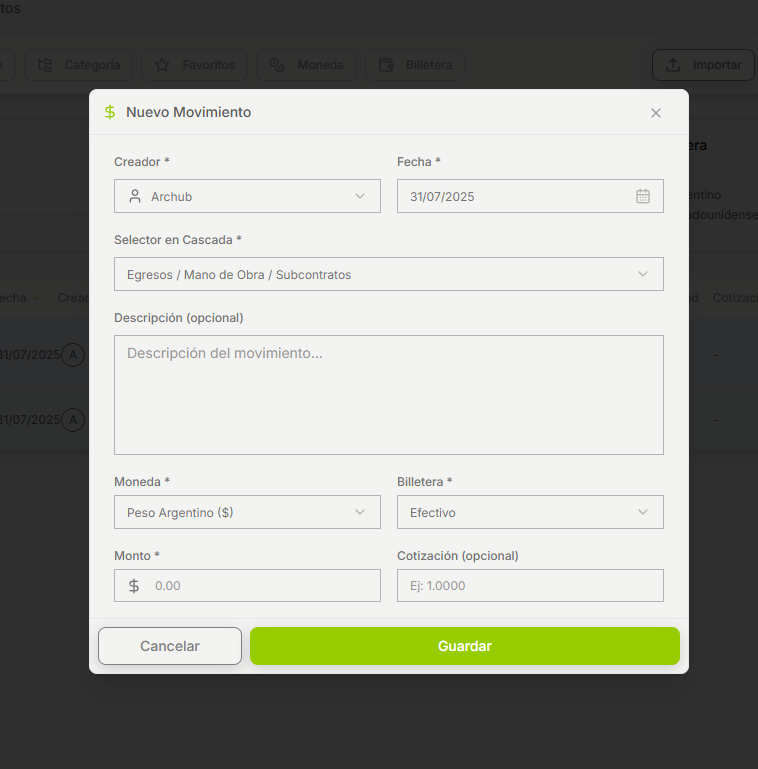 tos
Categoría
Favoritos
Moneda
Billetera
Importar
Nuevo Movimiento
era
Creador *
Fecha *
Archub
31/07/2025
entino
adounidense
Selector en Cascada *
Egresos / Mano de Obra / Subcontratos
echa
Cread
ad
Cotizaci
Descripción (opcional)
Descripción del movimiento...
31/07/2025
A
-
31/07/2025
A
-
Moneda *
Billetera *
Peso Argentino ($)
Efectivo
Monto *
Cotización (opcional)
$ 0.00
Ej: 1.0000
Cancelar
Guardar